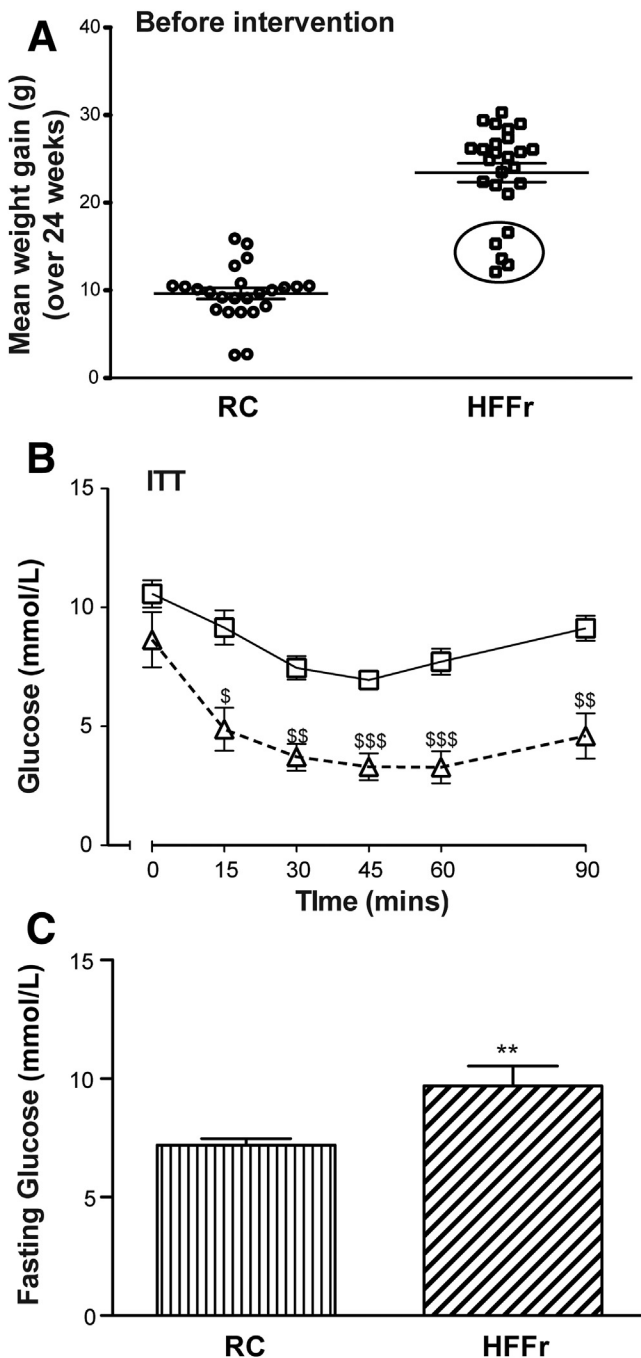 A
Before intervention
Mean weight gain (g)
(over 24 weeks)
40
30
20
10
0
RC
HFFr
B
ITT
Glucose (mmol/L)
15
10
5
0
$
$$
$$$
$$$
$$
0 15 30 45 60 90
TIme (mins)
C
Fasting Glucose (mmol/L)
15
10
5
0
**
RC
HFFr